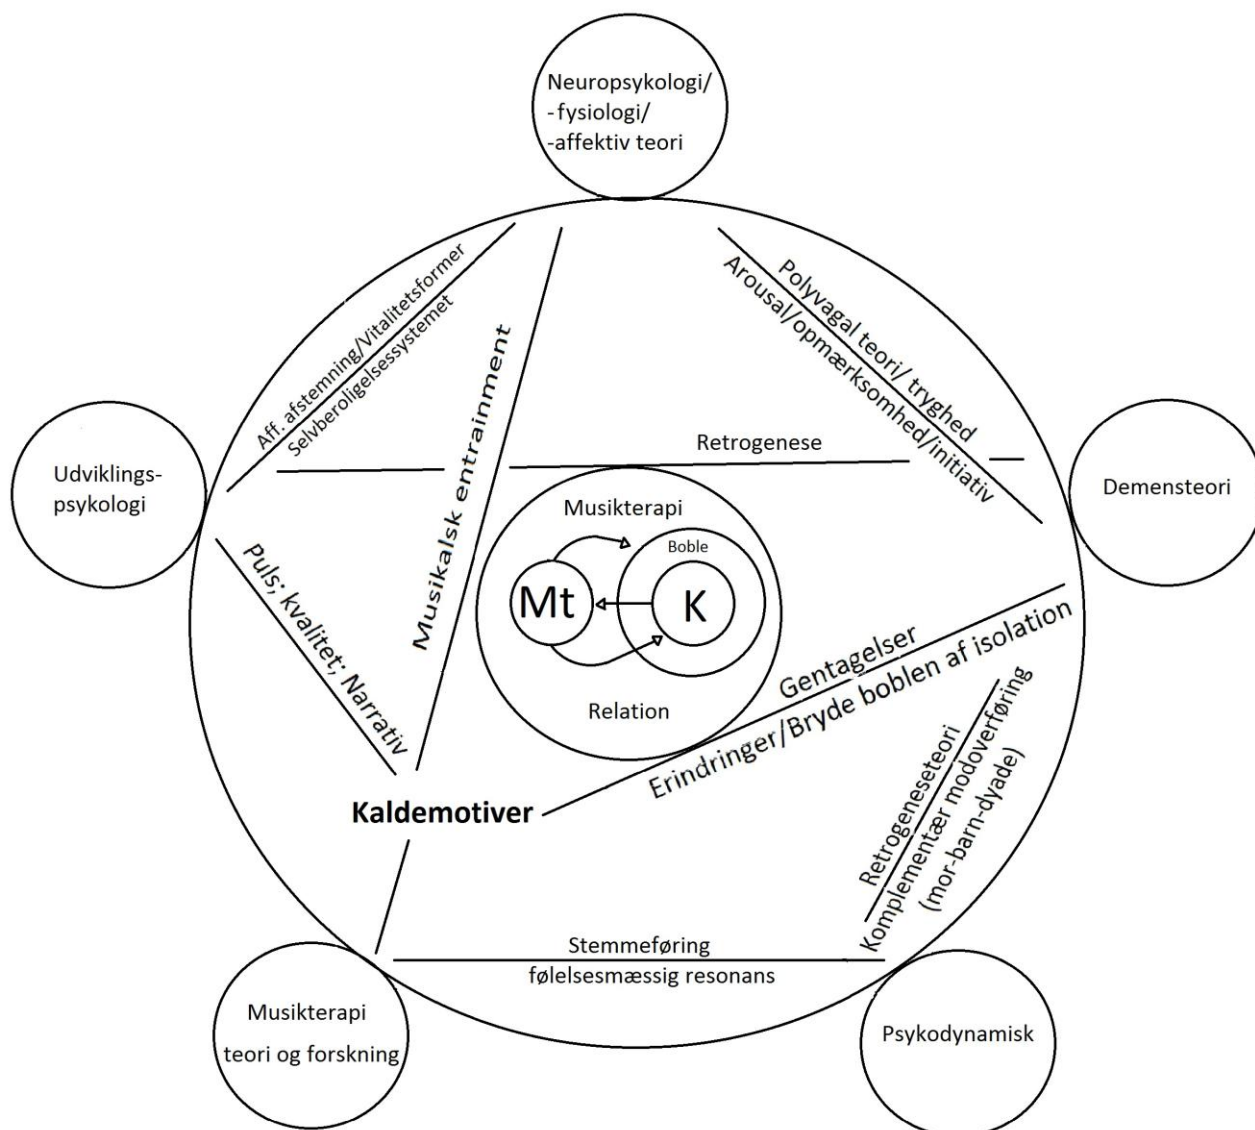 Neuropsykologi/
-fysiologi/
-affektiv teori
Aff. afstemning/Vitalitetsformer
Selvberoligelsessystemet
Musikalsk entrainment
Polyvagal teori/ tryghed
Arousal/opmærksomhed/initiativ
Retrogenese
Udviklings-
psykologi
Demensteori
Musikterapi
Boble
Mt
K
Relation
Puls; kvalitet; Narrativ
Gentagelser
Erindringer/Bryde boblen af isolation
Kaldemotiver
Retrogeneseteori
Komplementær modoverføring
(mor-barn-dyade)
Stemmeføring
følelsesmæssig resonans
Musikterapi
teori og forskning
Psykodynamisk